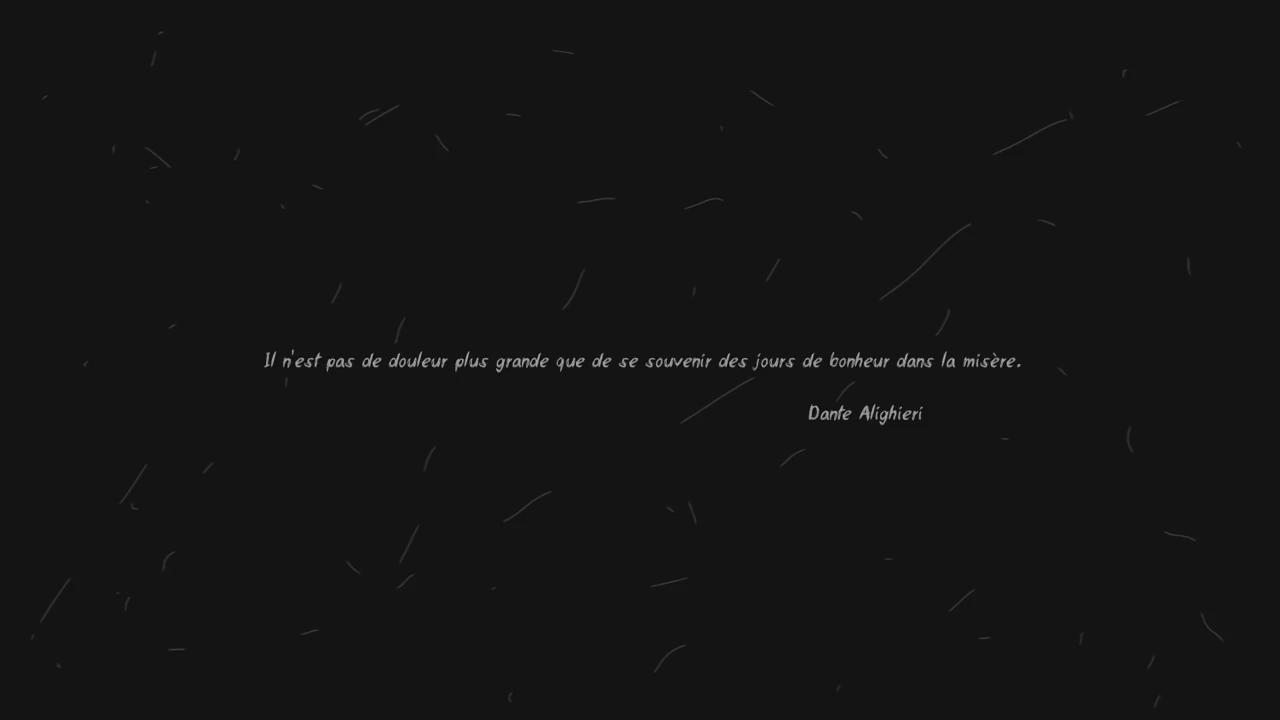 Il n'est pas de douleur plus grande que de se souvenir des jours de bonheur dans la misère.
Dante Alighieri